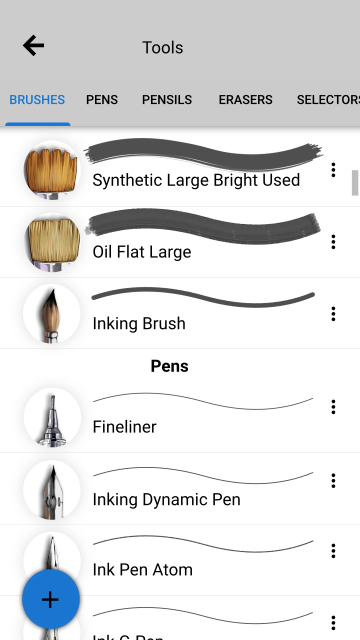 Tools
BRUSHES PENS PENSILS ERASERS SELECTORS
Synthetic Large Bright Used
Oil Flat Large
Inking Brush
Pens
Fineliner
Inking Dynamic Pen
Ink Pen Atom
Ink G Pen